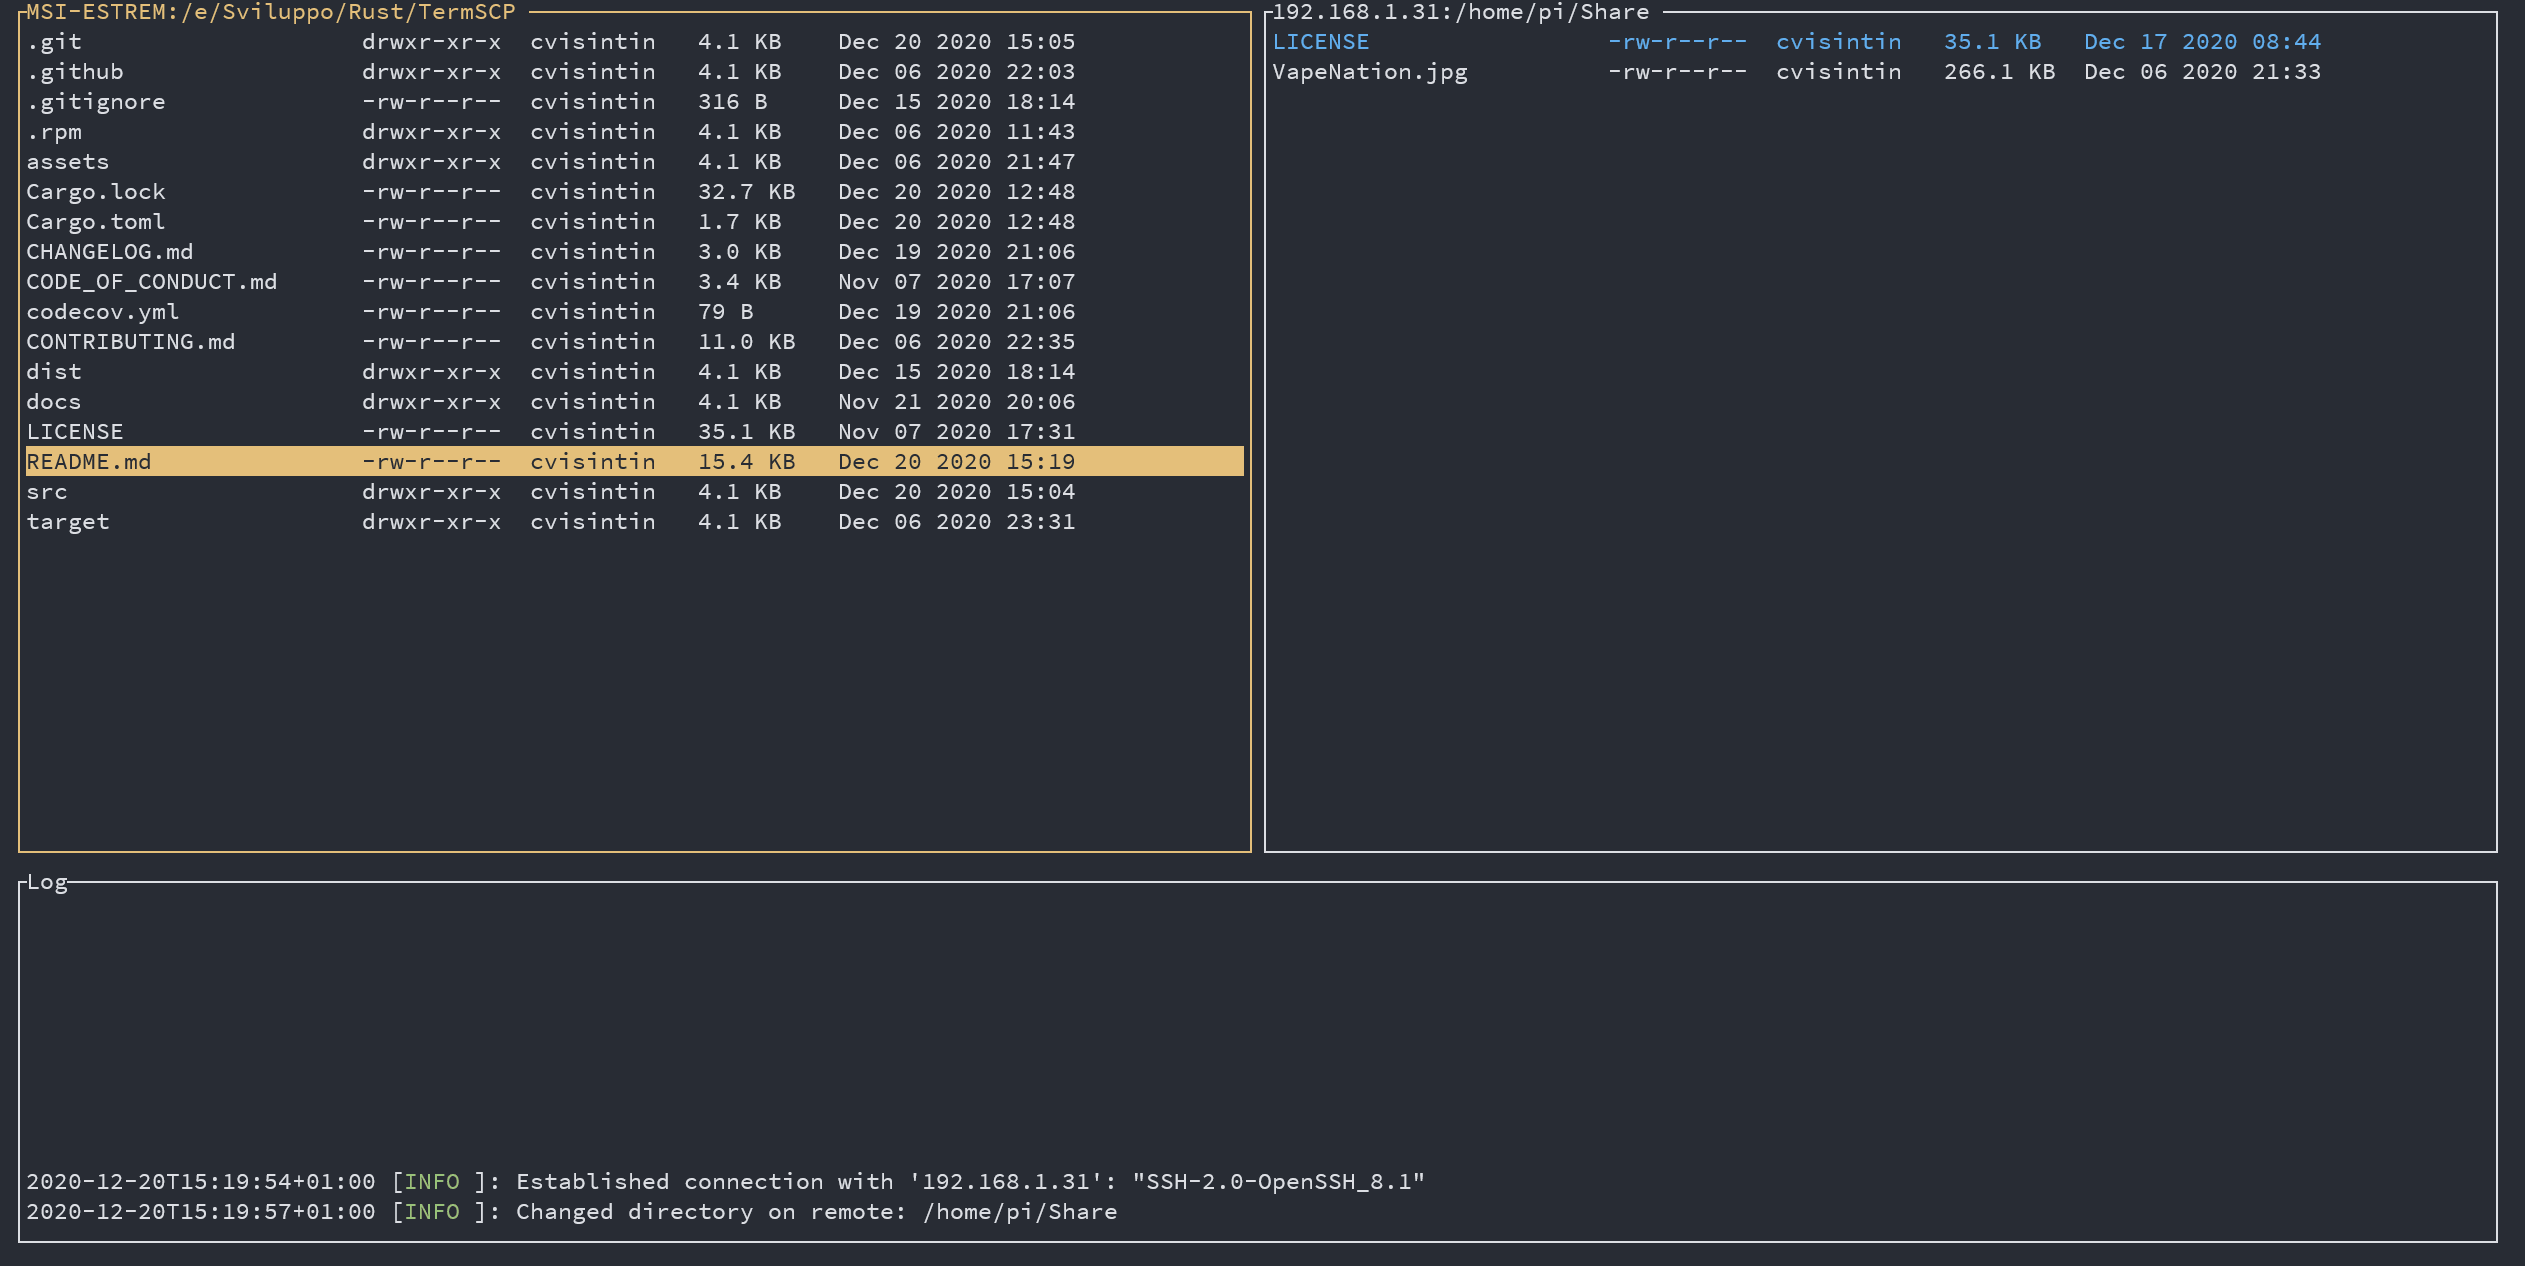 MSI-ESTREM:/e/Sviluppo/Rust/TermSCP
.git drwxr-xr-x cvisintin 4.1 KB Dec 20 2020 15:05
.github drwxr-xr-x cvisintin 4.1 KB Dec 06 2020 22:03
.gitignore -rw-r--r-- cvisintin 316 B Dec 15 2020 18:14
.rpm drwxr-xr-x cvisintin 4.1 KB Dec 06 2020 11:43
assets drwxr-xr-x cvisintin 4.1 KB Dec 06 2020 21:47
Cargo.lock -rw-r--r-- cvisintin 32.7 KB Dec 20 2020 12:48
Cargo.toml -rw-r--r-- cvisintin 1.7 KB Dec 20 2020 12:48
CHANGELOG.md -rw-r--r-- cvisintin 3.0 KB Dec 19 2020 21:06
CODE_OF_CONDUCT.md -rw-r--r-- cvisintin 3.4 KB Nov 07 2020 17:07
codecov.yml -rw-r--r-- cvisintin 79 B Dec 19 2020 21:06
CONTRIBUTING.md -rw-r--r-- cvisintin 11.0 KB Dec 06 2020 22:35
dist drwxr-xr-x cvisintin 4.1 KB Dec 15 2020 18:14
docs drwxr-xr-x cvisintin 4.1 KB Nov 21 2020 20:06
LICENSE -rw-r--r-- cvisintin 35.1 KB Nov 07 2020 17:31
README.md -rw-r--r-- cvisintin 15.4 KB Dec 20 2020 15:19
src drwxr-xr-x cvisintin 4.1 KB Dec 20 2020 15:04
target drwxr-xr-x cvisintin 4.1 KB Dec 06 2020 23:31
192.168.1.31:/home/pi/Share
LICENSE -rw-r--r-- cvisintin 35.1 KB Dec 17 2020 08:44
VapeNation.jpg -rw-r--r-- cvisintin 266.1 KB Dec 06 2020 21:33
Log
2020-12-20T15:19:54+01:00 [INFO ]: Established connection with '192.168.1.31': "SSH-2.0-OpenSSH_8.1"
2020-12-20T15:19:57+01:00 [INFO ]: Changed directory on remote: /home/pi/Share